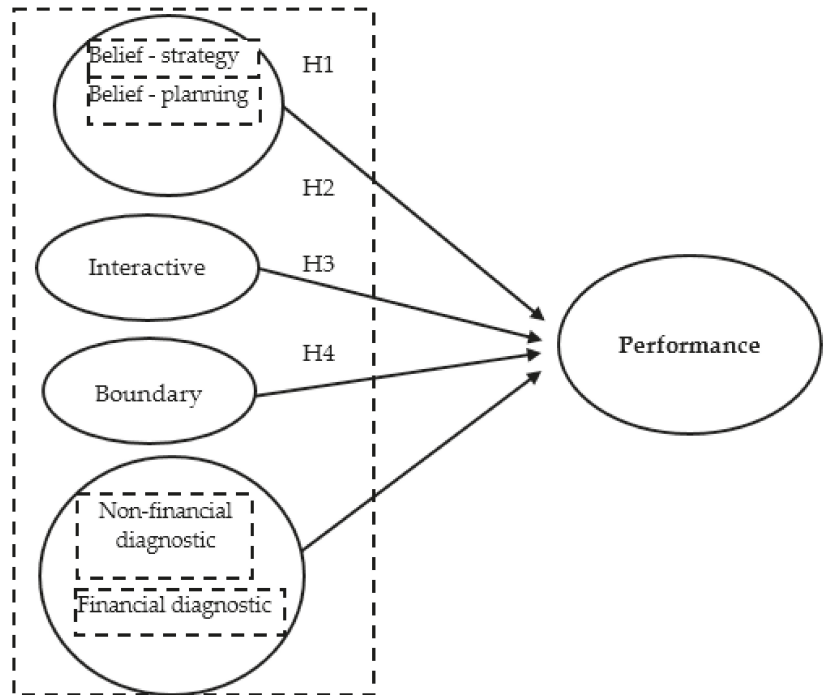 Belief - strategy
H1
Belief - planning
H2
Interactive
H3
H4
Performance
Boundary
Non-financial
diagnostic
Financial diagnostic